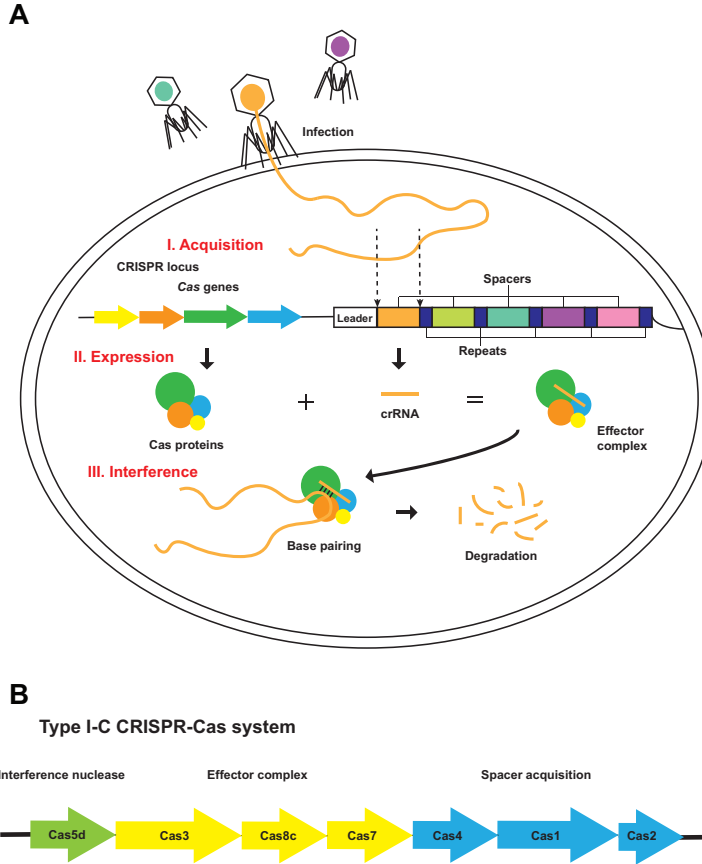 A
Infection
I. Acquisition
CRISPR locus
Cas genes
Spacers
Leader
Repeats
II. Expression
+
=
crRNA
Cas proteins
Effector
complex
III. Interference
Base pairing
Degradation
B
Type I-C CRISPR-Cas system
Interference nuclease
Effector complex
Spacer acquisition
Cas5d
Cas3
Cas8c
Cas7
Cas4
Cas1
Cas2